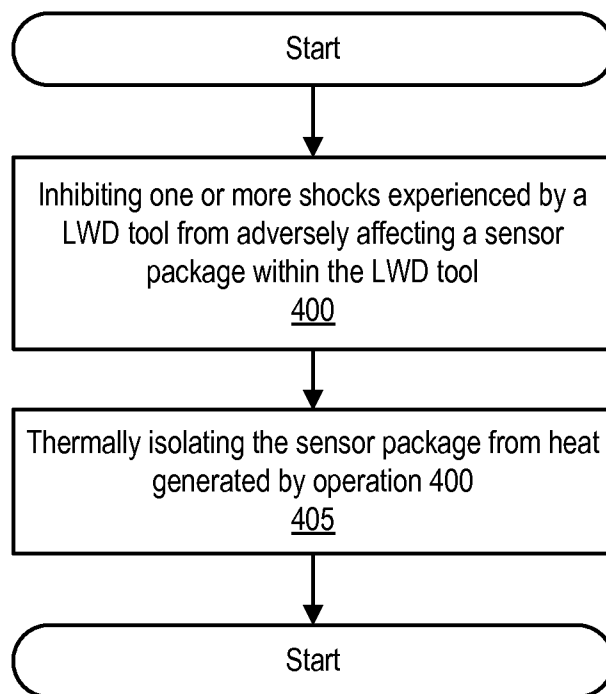 Start
Inhibiting one or more shocks experienced by a
LWD tool from adversely affecting a sensor
package within the LWD tool
400
Thermally isolating the sensor package from heat
generated by operation 400
405
Start